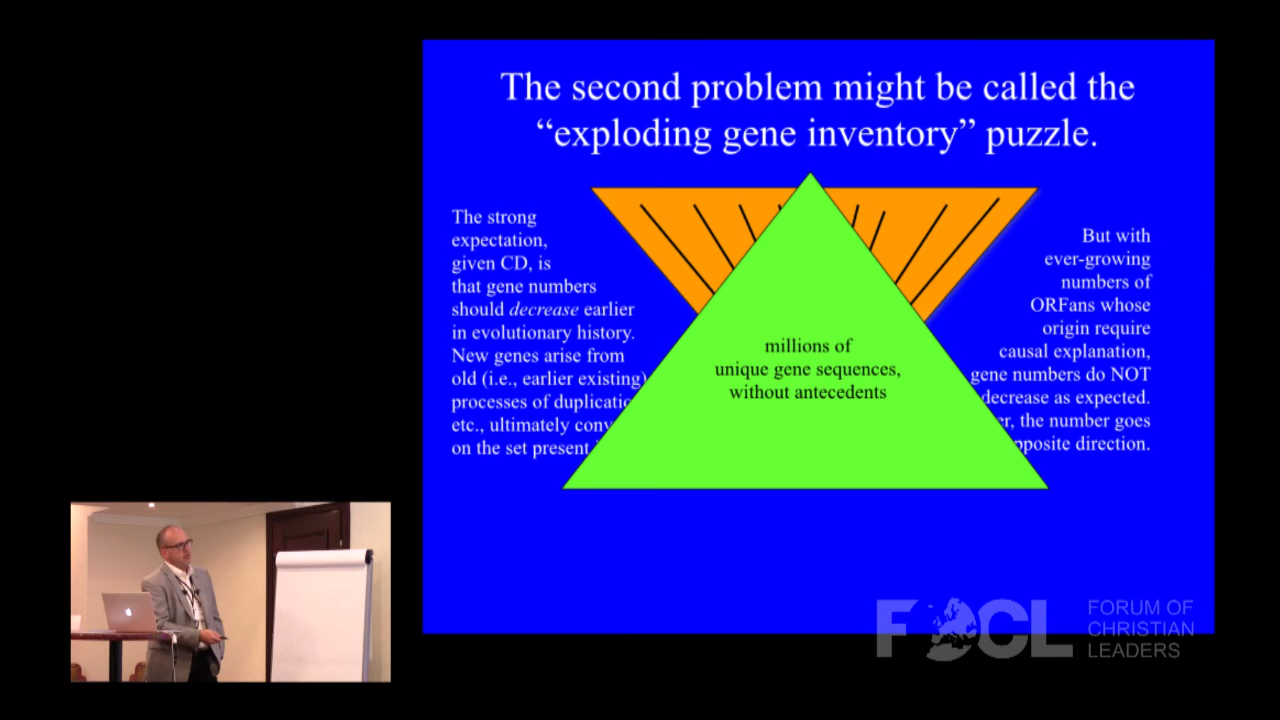 The second problem might be called the
“exploding gene inventory” puzzle.
The strong
expectation,
given CD, is
that gene numbers
should decrease earlier
in evolutionary history.
New genes arise from
old (i.e., earlier existing)
processes of
etc., ultimately
on the set present
millions of
unique gene sequences,
without antecedents
But with
ever-growing
numbers of
ORFans whose
origin require
causal explanation,
gene numbers do NOT
decrease as expected.
the number goes
direction.
FOCL
FORUM OF
CHRISTIAN
LEADERS